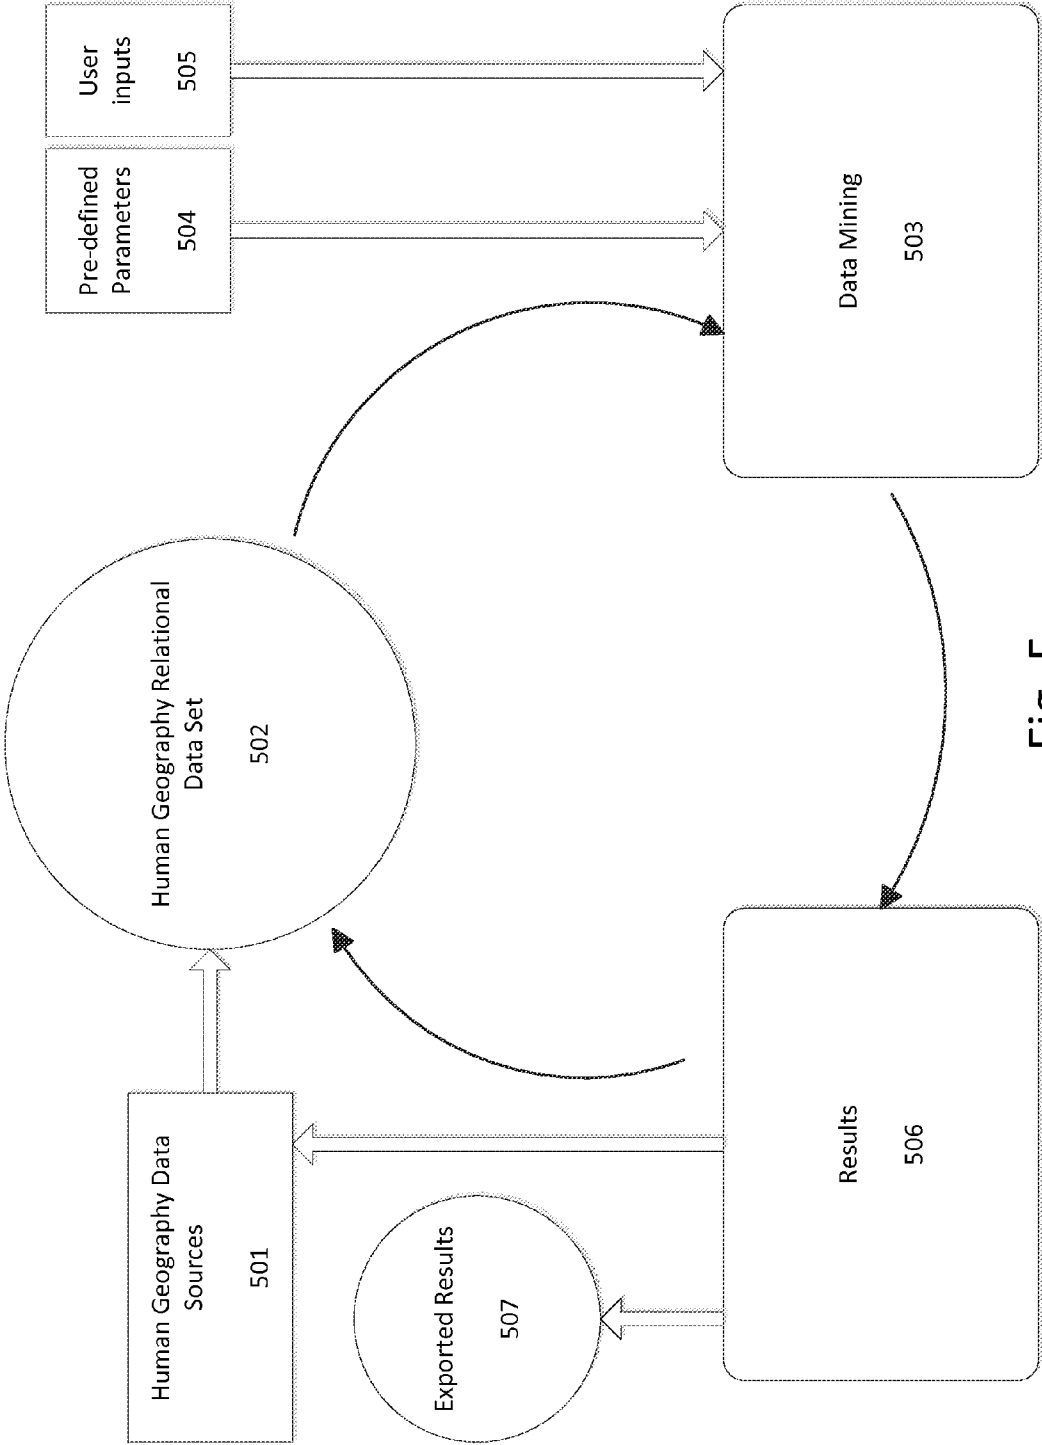 Human Geography Data
Sources
501
Human Geography Relational
Data Set
502
Pre-defined
Parameters
504
User
inputs
505
Exported Results
507
Results
506
Data Mining
503